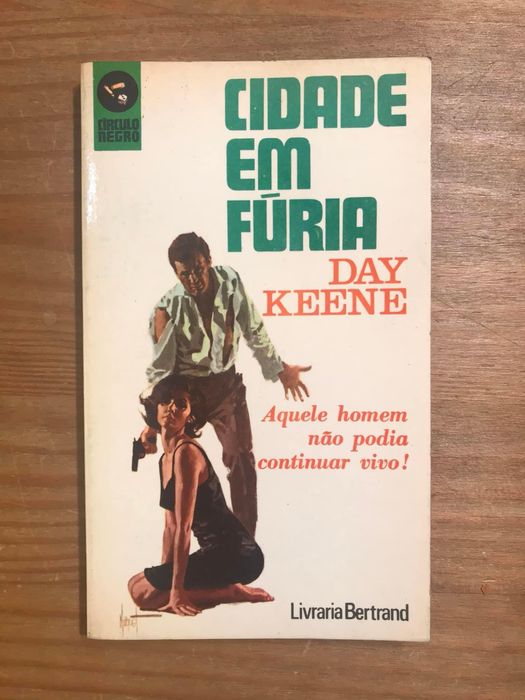 CÍRCULO
NEGRO
CIDADE
EM
FÚRIA
DAY
KEENE
Aquele homem
não podia
continuar vivo!
Livraria Bertrand